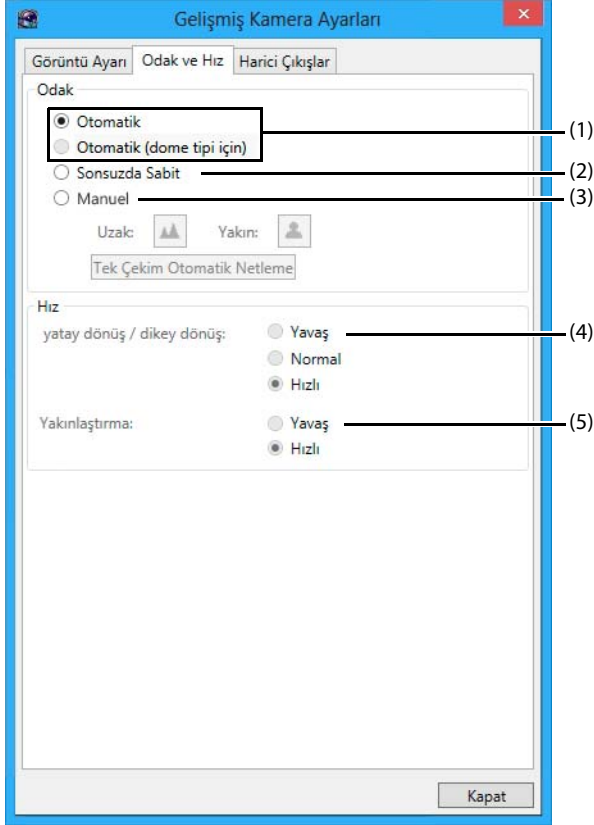 Gelişmiş Kamera Ayarları
Görüntü Ayarı Odak ve Hız Harici Çıkışlar
Odak
Otomatik (1)
Otomatik (dome tipi için)
Sonsuzda Sabit (2)
Manuel (3)
Uzak: Yakın:
Tek Çekim Otomatik Netleme
Hız
yatay dönüş / dikey dönüş: Yavaş (4)
Normal
Hızlı
Yakınlaştırma: Yavaş (5)
Hızlı
Kapat